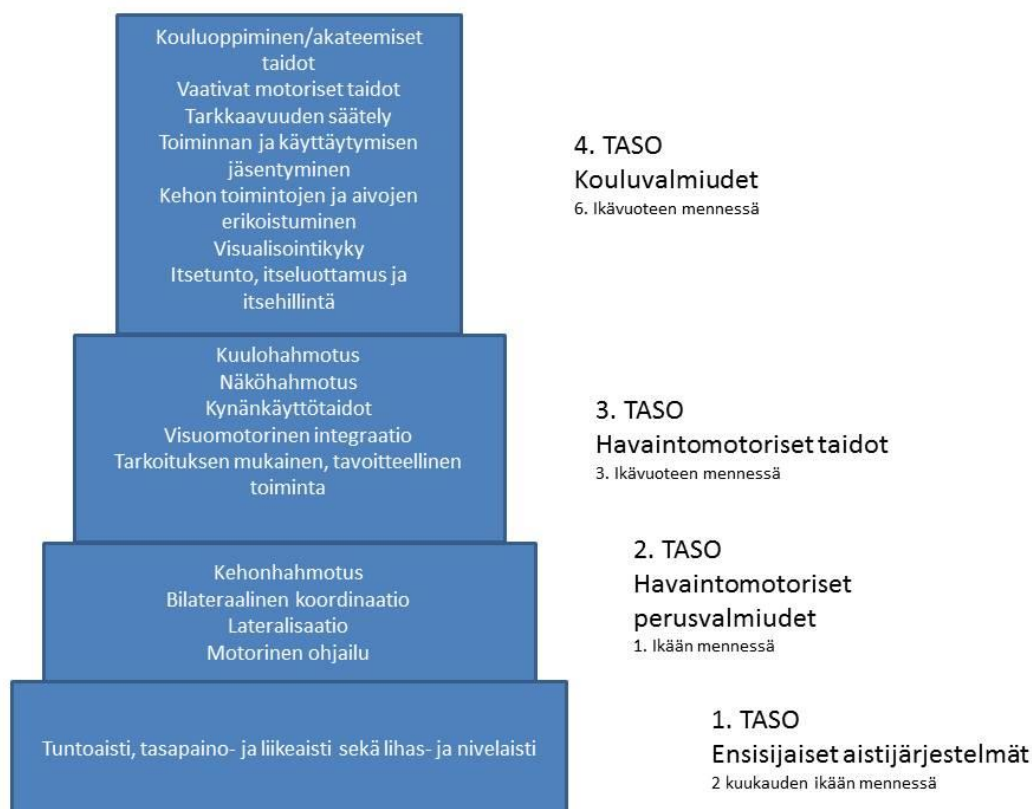 Kouluoppiminen/akateemiset
taidot
Vaativat motoriset taidot
Tarkkaavuuden säätely
Toiminnan ja käyttäytymisen
jäsentyminen
Kehon toimintojen ja aivojen
erikoistuminen
Visualisointikyky
Itsetunto, itseluottamus ja
itsehillintä
4. TASO
Kouluvalmiudet
6. Ikävuoteen mennessä
Kuulohahmotus
Näköhahmotus
Kynänkäyttötaidot
Visuomotorinen integraatio
Tarkoituksen mukainen, tavoitteellinen
toiminta
3. TASO
Havaintomotoriset taidot
3. Ikävuoteen mennessä
Kehonhahmotus
Bilateraalinen koordinaatio
Lateralisaatio
Motorinen ohjailu
2. TASO
Havaintomotoriset
perusvalmiudet
1. Ikään mennessä
Tuntoaisti, tasapaino- ja liikeaisti sekä lihas- ja nivelaisti
1. TASO
Ensisijaiset aistijärjestelmät
2 kuukauden ikään mennessä